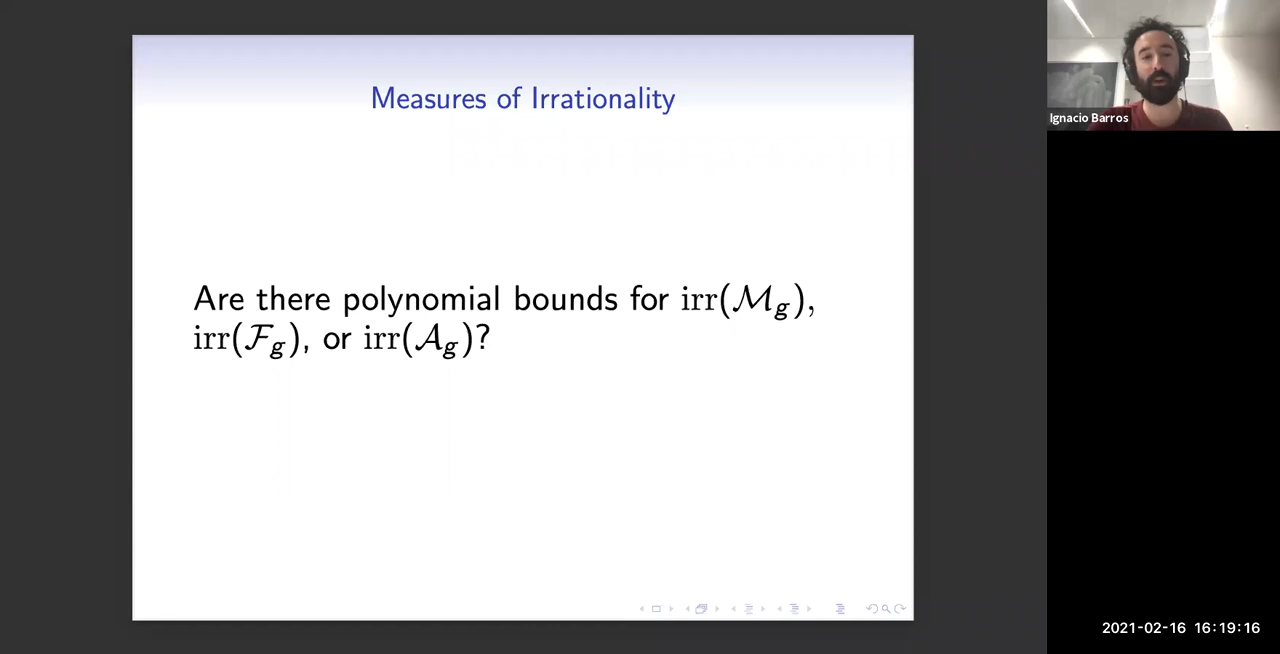 Measures of Irrationality
Are there polynomial bounds for irr(ℳ_g),
irr(ℱ_g), or irr(𝒜_g)?
Ignacio Barros
2021-02-16 16:19:16